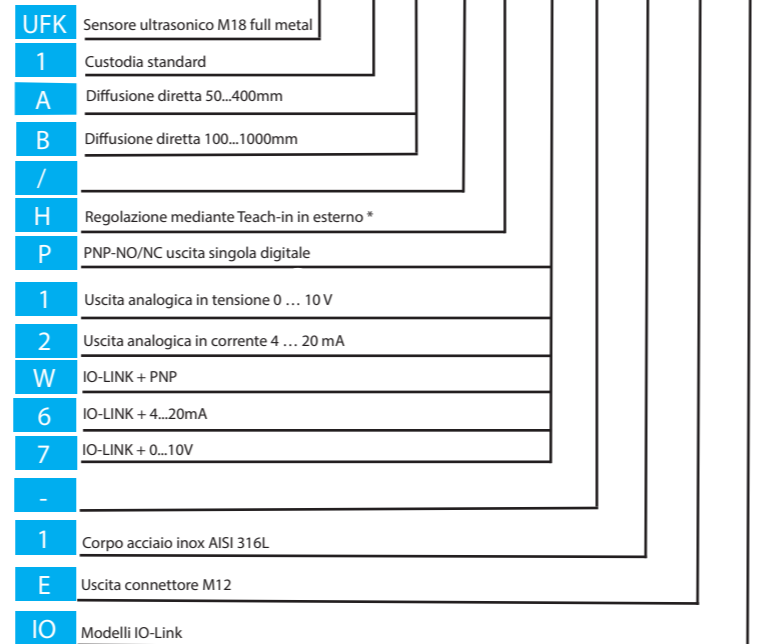 UFK Sensore ultrasonico M18 full metal
1 Custodia standard
A Diffusione diretta 50...400mm
B Diffusione diretta 100...1000mm
/
H Regolazione mediante Teach-in in esterno *
P PNP-NO/NC uscita singola digitale
1 Uscita analogica in tensione 0 … 10 V
2 Uscita analogica in corrente 4 … 20 mA
W IO-LINK + PNP
6 IO-LINK + 4...20mA
7 IO-LINK + 0...10V
-
1 Corpo acciaio inox AISI 316L
E Uscita connettore M12
IO Modelli IO-Link